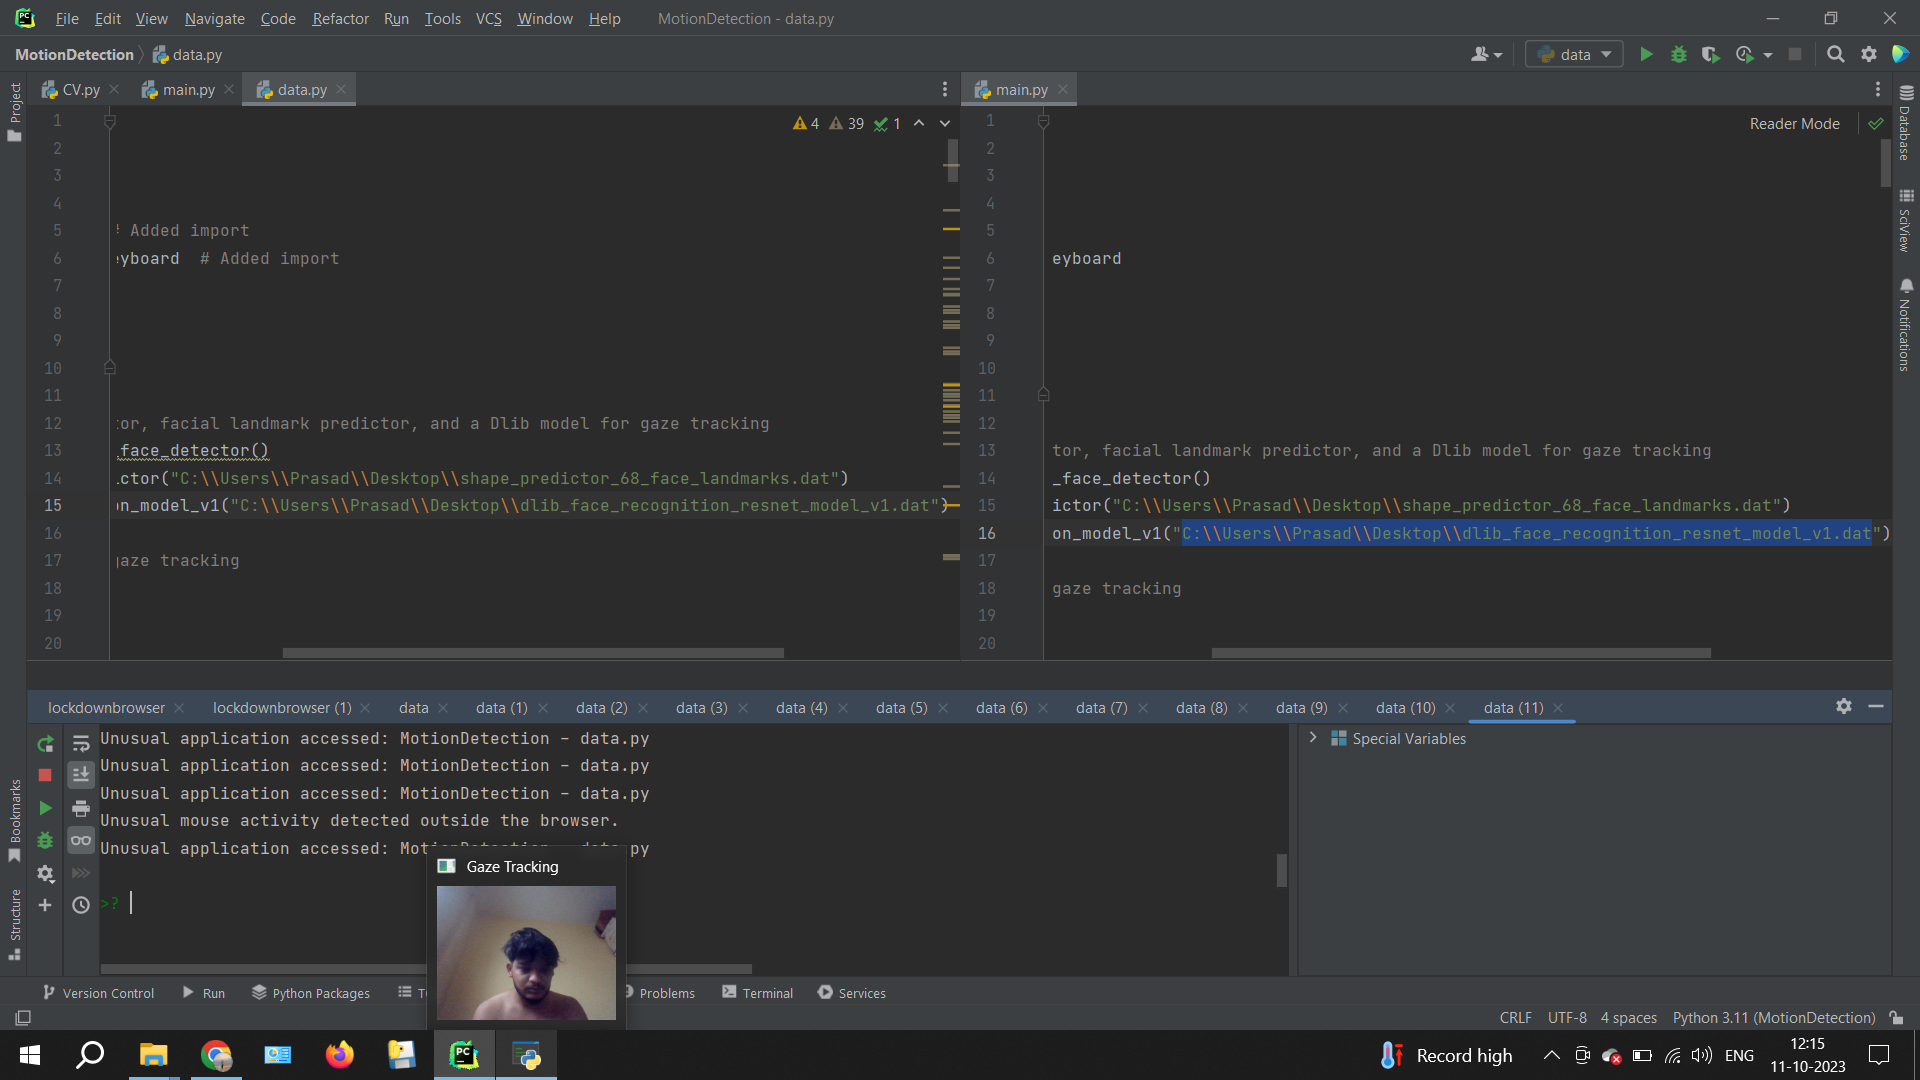 File Edit View Navigate Code Refactor Run Tools VCS Window Help MotionDetection - data.py
MotionDetection data.py data
CV.py main.py data.py
main.py
Project
4 39 1
Reader Mode
1
2
3
4
5 # Added import
6 eyboard # Added import
7
8
9
10
11
12 tor, facial landmark predictor, and a Dlib model for gaze tracking
13 _face_detector()
14 ictor("C:\\Users\\Prasad\\Desktop\\shape_predictor_68_face_landmarks.dat")
15 on_model_v1("C:\\Users\\Prasad\\Desktop\\dlib_face_recognition_resnet_model_v1.dat")
16
17 gaze tracking
18
19
20
1
2
3
4
5
6 eyboard
7
8
9
10
11
12
13 tor, facial landmark predictor, and a Dlib model for gaze tracking
14 _face_detector()
15 ictor("C:\\Users\\Prasad\\Desktop\\shape_predictor_68_face_landmarks.dat")
16 on_model_v1("C:\\Users\\Prasad\\Desktop\\dlib_face_recognition_resnet_model_v1.dat")
17
18 gaze tracking
19
20
Database
SciView
Notifications
lockdownbrowser lockdownbrowser (1) data data (1) data (2) data (3) data (4) data (5) data (6) data (7) data (8) data (9) data (10) data (11)
Unusual application accessed: MotionDetection - data.py
Unusual application accessed: MotionDetection - data.py
Unusual application accessed: MotionDetection - data.py
Unusual mouse activity detected outside the browser.
Unusual application accessed: MotionDetection - data.py
>?
Special Variables
Gaze Tracking
Bookmarks
Structure
Version Control Run Python Packages Problems Terminal Services
CRLF UTF-8 4 spaces Python 3.11 (MotionDetection)
Record high ENG 12:15
11-10-2023